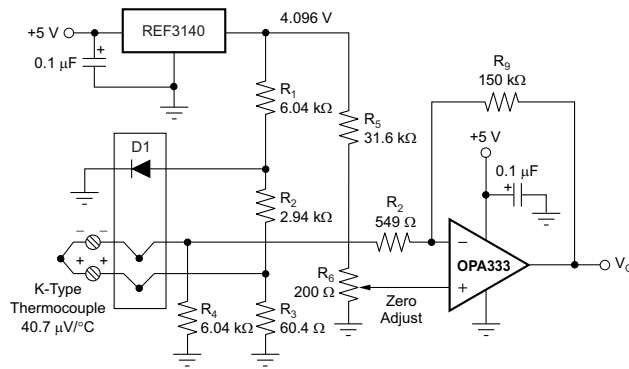 4.096 V
+5 V
REF3140
+
0.1 μF
R1
6.04 kΩ
R5
31.6 kΩ
R9
150 kΩ
+5 V
0.1 μF
+
D1
R2
2.94 kΩ
R2
549 Ω
− −
+ +
K-Type
Thermocouple
40.7 μV/°C
R4
6.04 kΩ
R3
60.4 Ω
R6
200 Ω
Zero
Adjust
−
OPA333
+